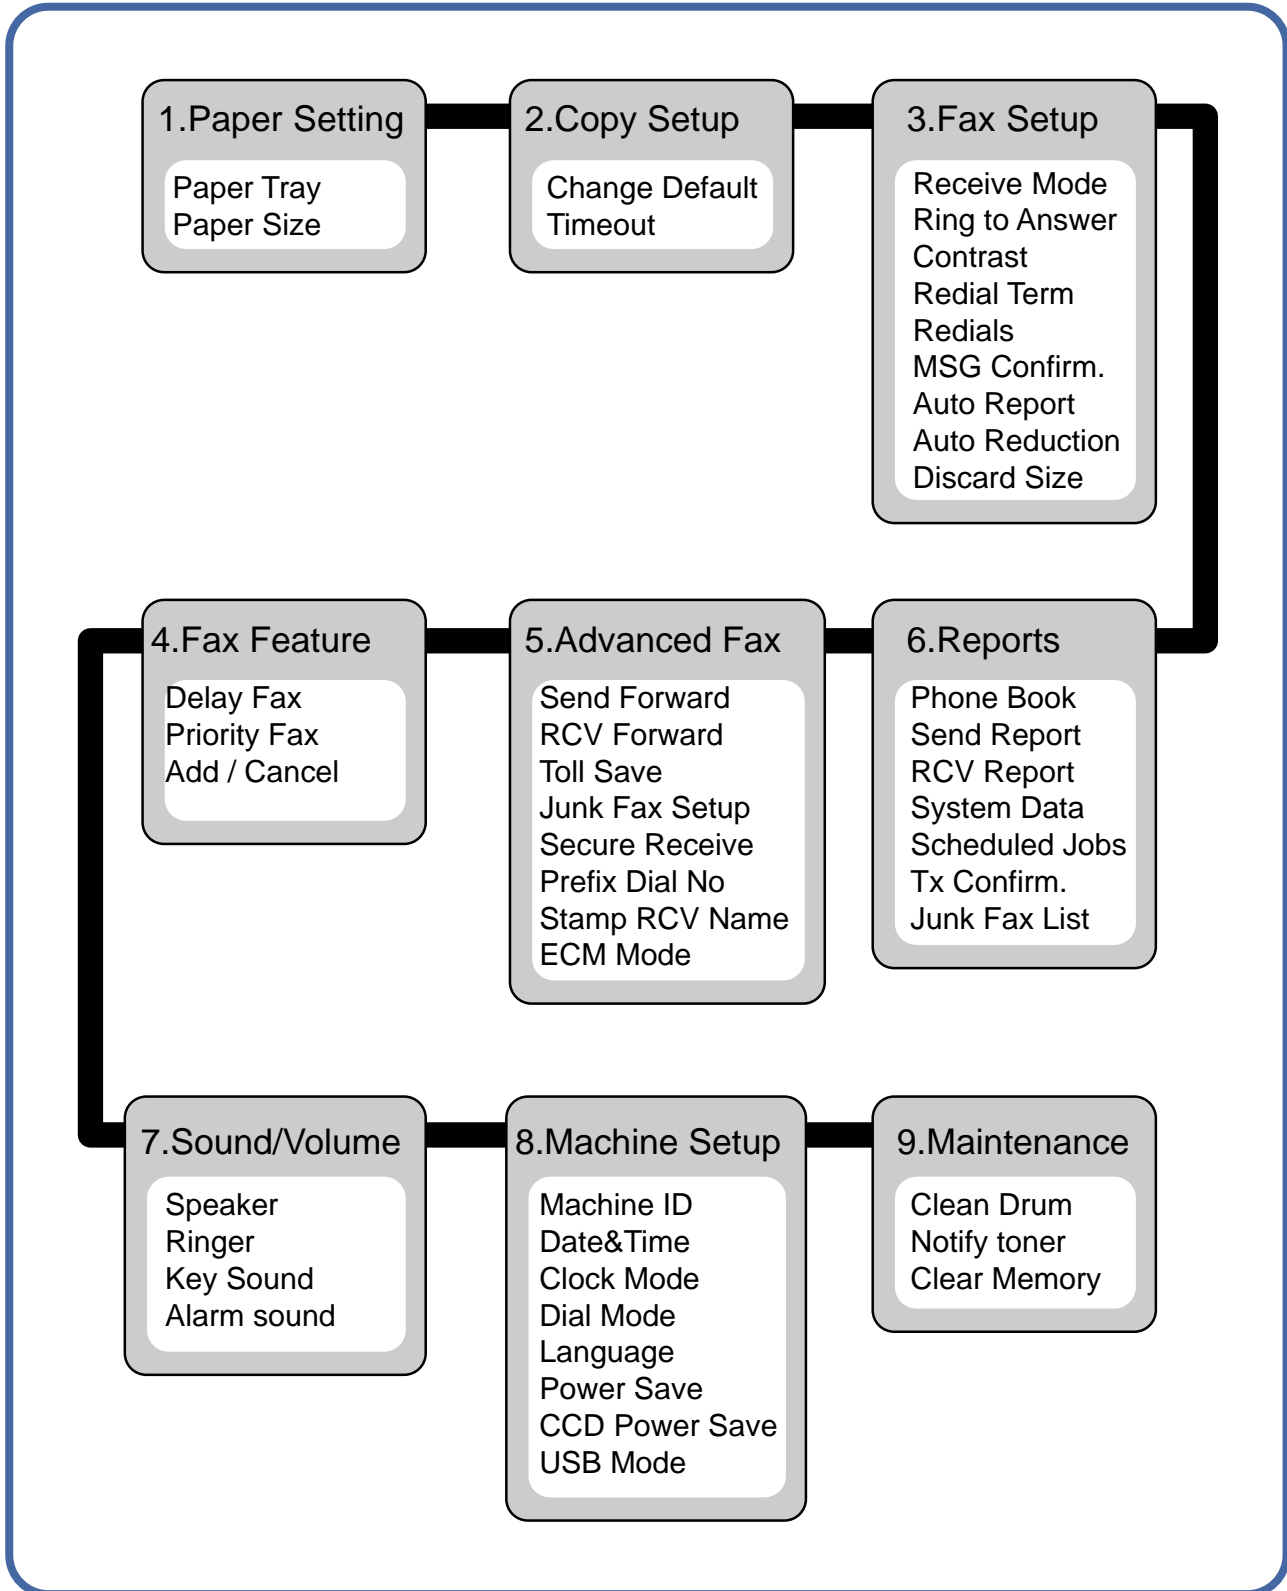 1.Paper Setting
Paper Tray
Paper Size
2.Copy Setup
Change Default
Timeout
3.Fax Setup
Receive Mode
Ring to Answer
Contrast
Redial Term
Redials
MSG Confirm.
Auto Report
Auto Reduction
Discard Size
4.Fax Feature
Delay Fax
Priority Fax
Add / Cancel
5.Advanced Fax
Send Forward
RCV Forward
Toll Save
Junk Fax Setup
Secure Receive
Prefix Dial No
Stamp RCV Name
ECM Mode
6.Reports
Phone Book
Send Report
RCV Report
System Data
Scheduled Jobs
Tx Confirm.
Junk Fax List
7.Sound/Volume
Speaker
Ringer
Key Sound
Alarm sound
8.Machine Setup
Machine ID
Date&Time
Clock Mode
Dial Mode
Language
Power Save
CCD Power Save
USB Mode
9.Maintenance
Clean Drum
Notify toner
Clear Memory